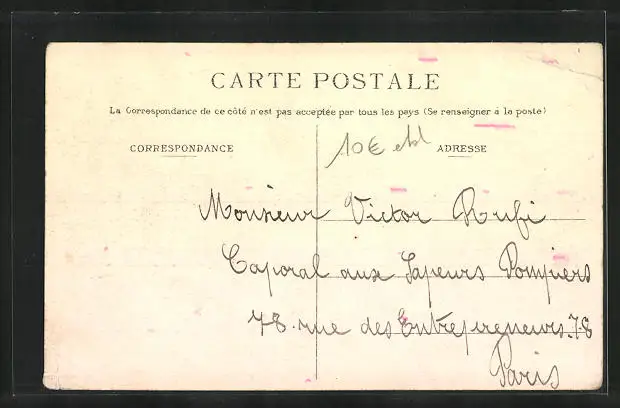 CARTE POSTALE
La Correspondance de ce côté n'est pas acceptée par tous les pays (Se renseigner à la poste)
CORRESPONDANCE
10€
ADRESSE
Monsieur Victor Rufi
Caporal aux Sapeurs Pompiers
78. rue des Entrepreneurs. 78
Paris